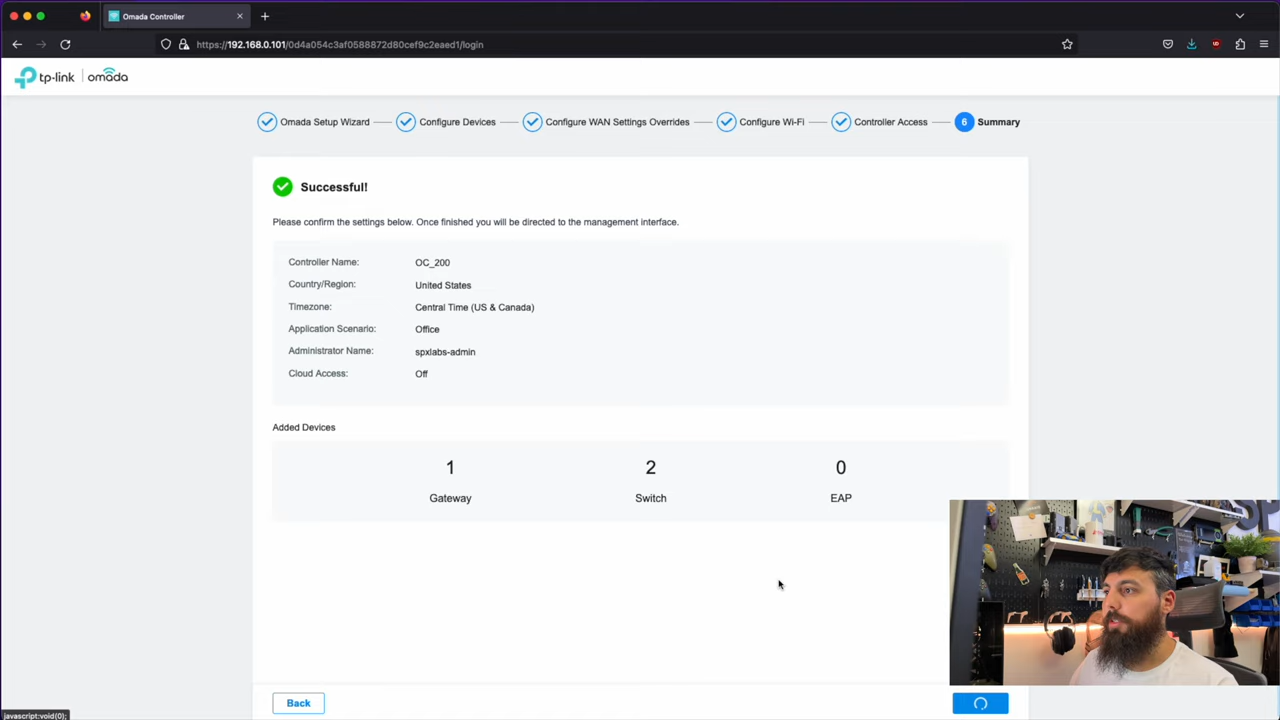 Omada Controller
https://192.168.0.101/0d4a054c3af0588872d80cef9c2eaed1/login
tp-link | omada
Omada Setup Wizard
Configure Devices
Configure WAN Settings Overrides
Configure Wi-Fi
Controller Access
6 Summary
Successful!
Please confirm the settings below. Once finished you will be directed to the management interface.
Controller Name: OC_200
Country/Region: United States
Timezone: Central Time (US & Canada)
Application Scenario: Office
Administrator Name: spxlabs-admin
Cloud Access: Off
Added Devices
1 2 0
Gateway Switch EAP
Back
javascript:void(0);